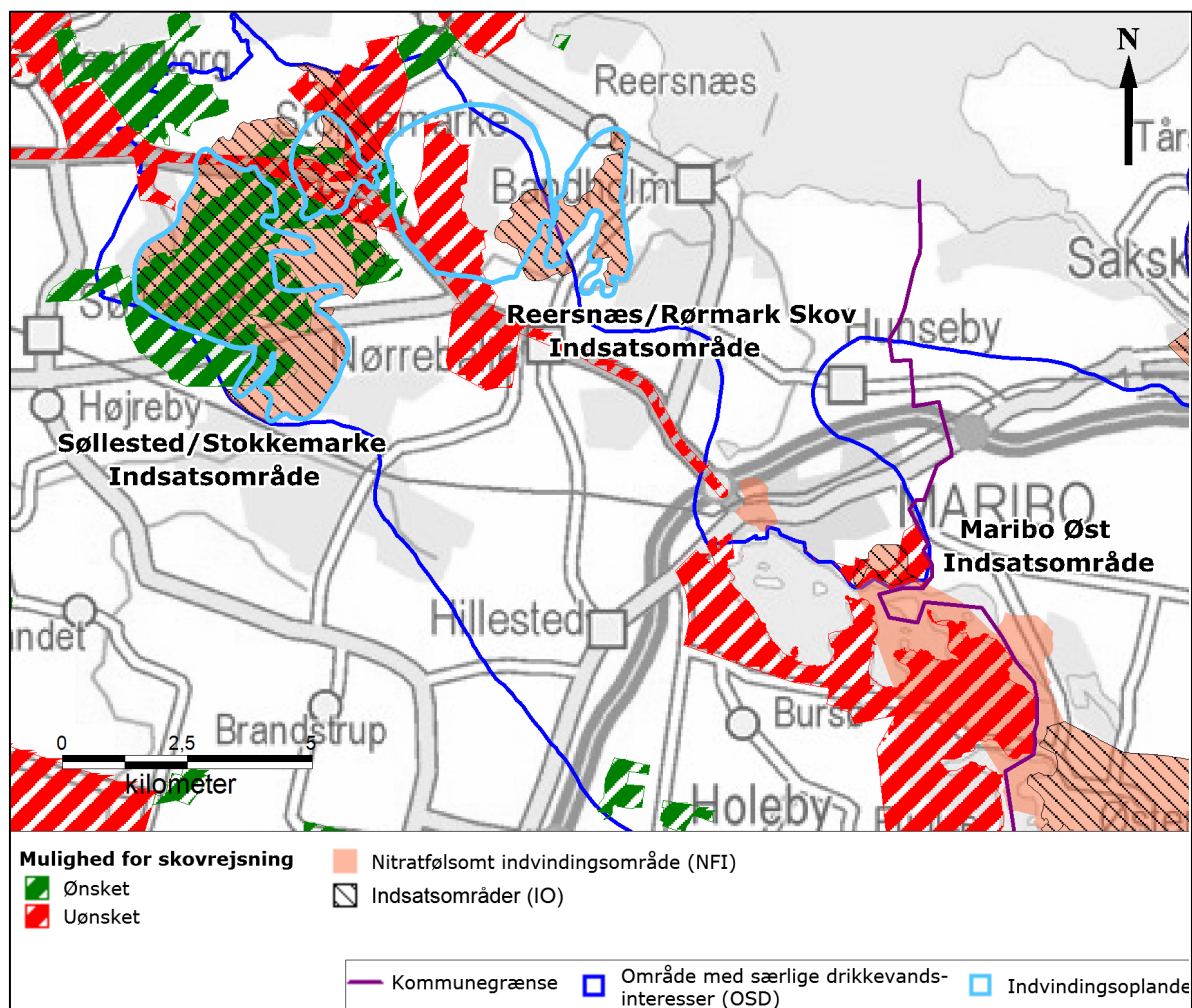 N
Reersnæs
Stokkemarke
Bandholm
Reersnæs/Rørmark Skov
Indsatsområde
Hunseby
Højreby
Søllested/Stokkemarke
Indsatsområde
MARIBO
Maribo Øst
Indsatsområde
Hillested
Bursø
Brandstrup
Holeby
0
2,5
5
kilometer
Mulighed for skovrejsning
Ønsket
Uønsket
Nitratfølsomt indvindingsområde (NFI)
Indsatsområder (IO)
Kommunegrænse
Område med særlige drikkevands-
interesser (OSD)
Indvindingsoplande